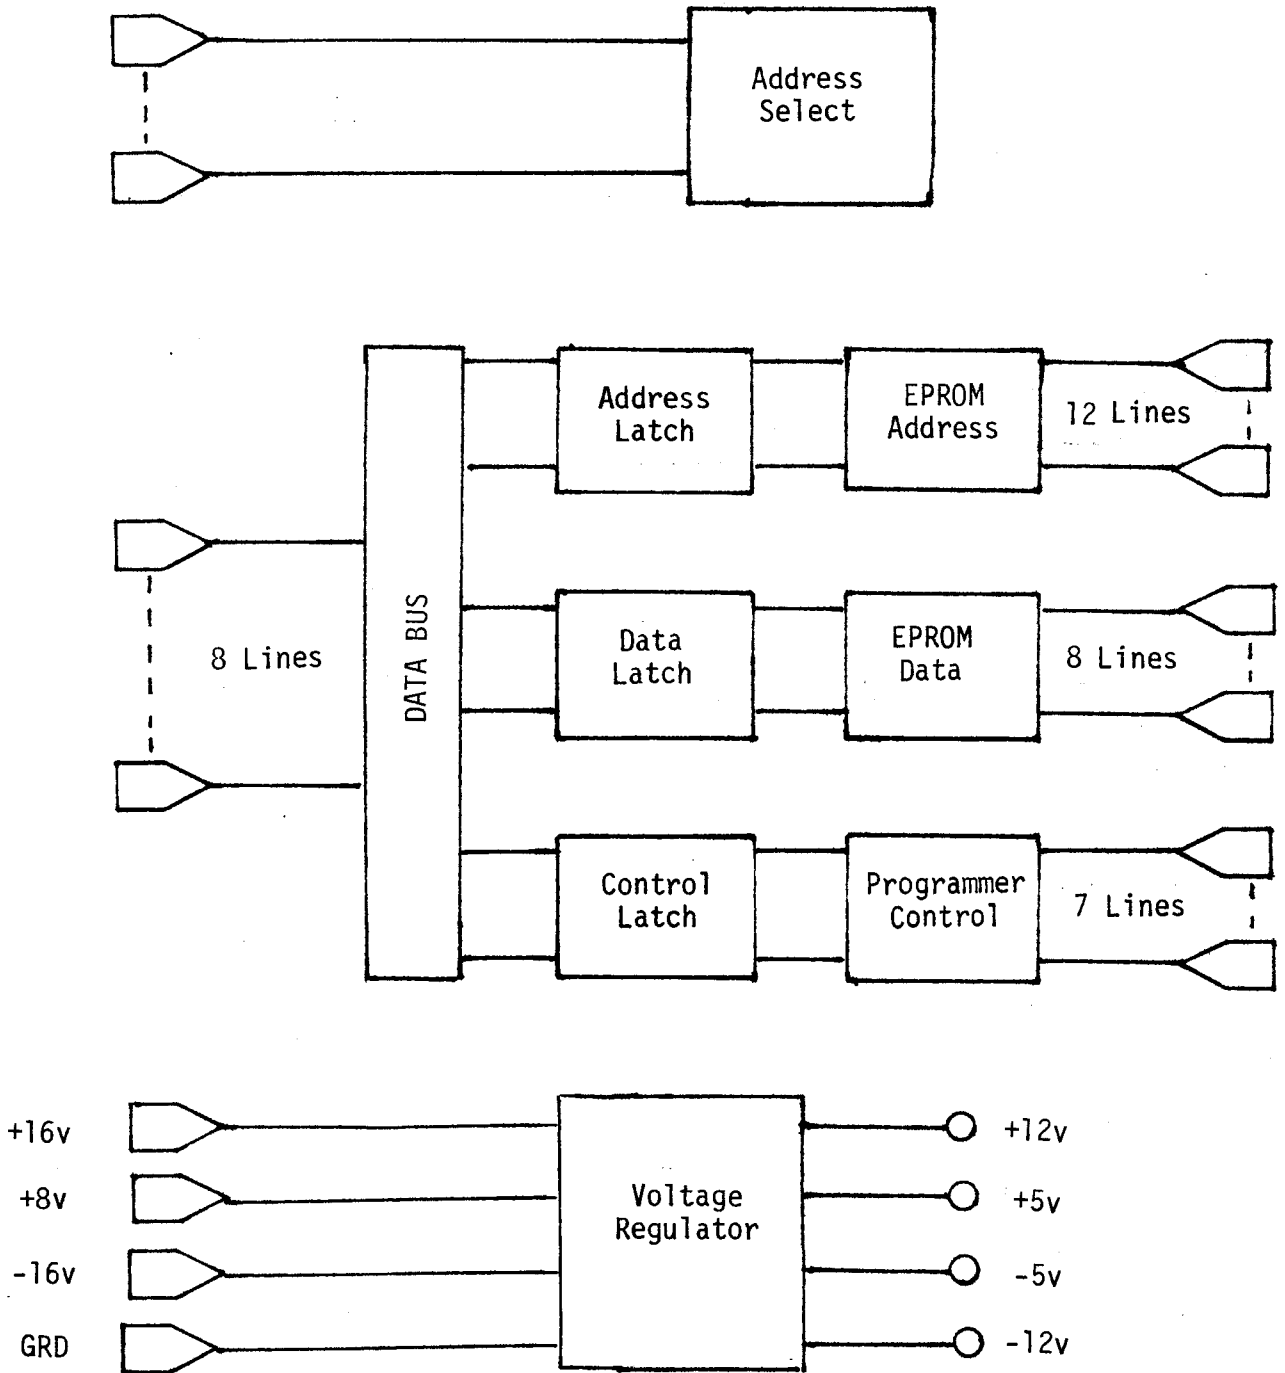 Address
Select
Address
Latch
EPROM
Address
12 Lines
8 Lines
DATA BUS
Data
Latch
EPROM
Data
8 Lines
Control
Latch
Programmer
Control
7 Lines
+16v
+8v
-16v
GRD
Voltage
Regulator
+12v
+5v
-5v
-12v